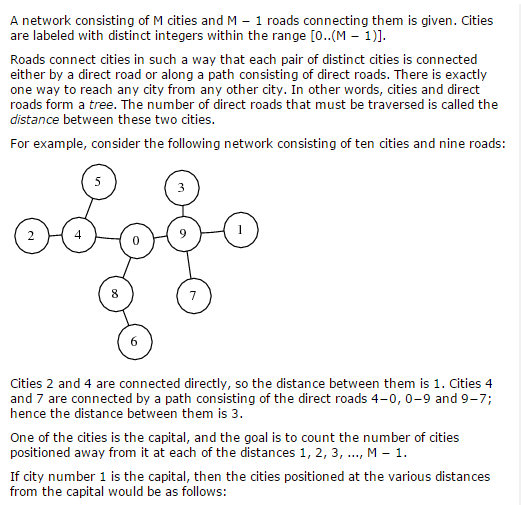 A network consisting of M cities and M − 1 roads connecting them is given. Cities
are labeled with distinct integers within the range [0..(M − 1)].
Roads connect cities in such a way that each pair of distinct cities is connected
either by a direct road or along a path consisting of direct roads. There is exactly
one way to reach any city from any other city. In other words, cities and direct
roads form a tree. The number of direct roads that must be traversed is called the
distance between these two cities.
For example, consider the following network consisting of ten cities and nine roads:
5
3
2
4
0
9
1
8
7
6
Cities 2 and 4 are connected directly, so the distance between them is 1. Cities 4
and 7 are connected by a path consisting of the direct roads 4−0, 0−9 and 9−7;
hence the distance between them is 3.
One of the cities is the capital, and the goal is to count the number of cities
positioned away from it at each of the distances 1, 2, 3, ..., M − 1.
If city number 1 is the capital, then the cities positioned at the various distances
from the capital would be as follows: